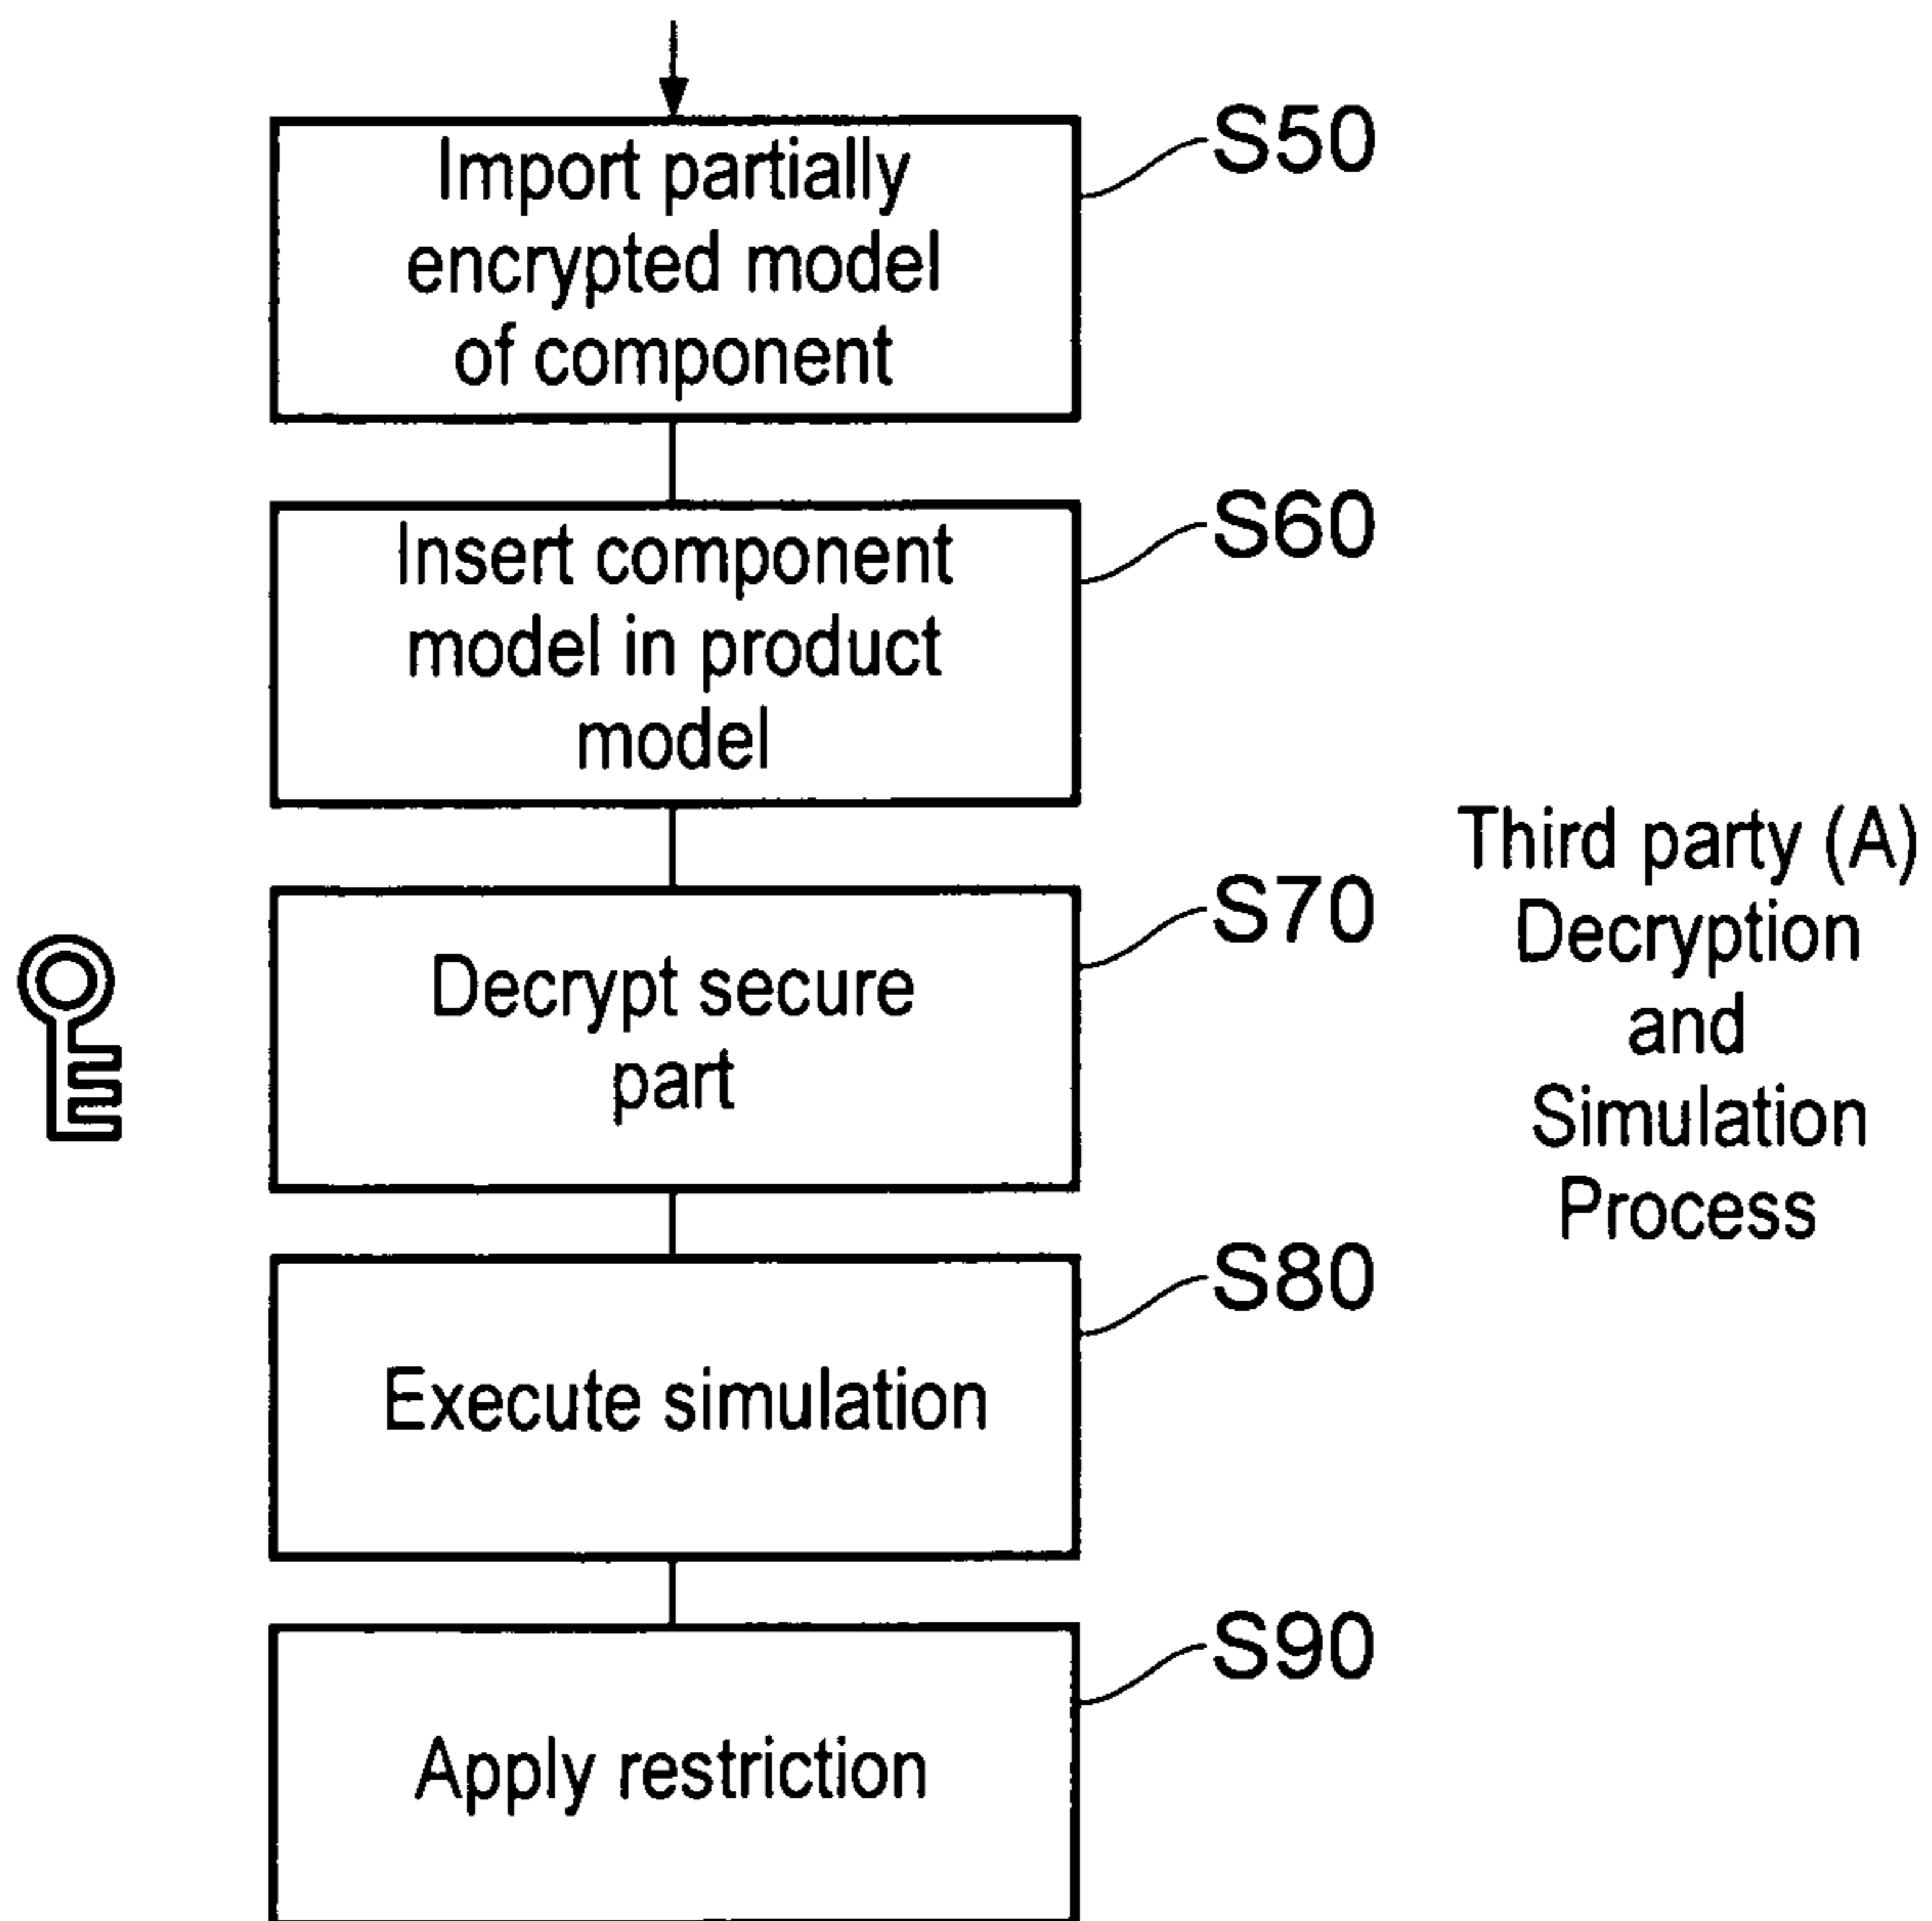 Import partially
encrypted model
of component
S50
Insert component
model in product
model
S60
Decrypt secure
part
S70
Third party (A)
Decryption
and
Simulation
Process
Execute simulation
S80
Apply restriction
S90